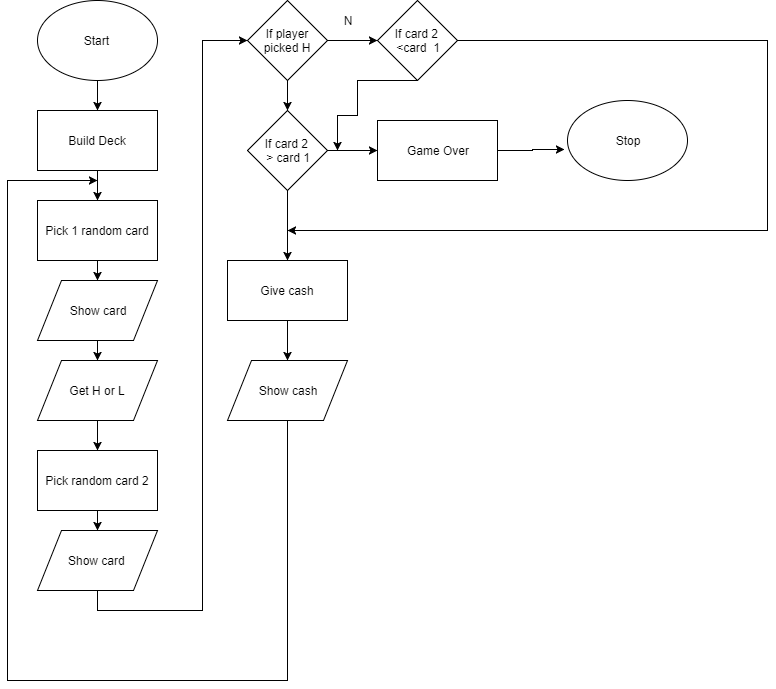 Start
Build Deck
Pick 1 random card
Show card
Get H or L
Pick random card 2
Show card
If player
picked H
N
If card 2
<card  1
If card 2
> card 1
Game Over
Stop
Give cash
Show cash